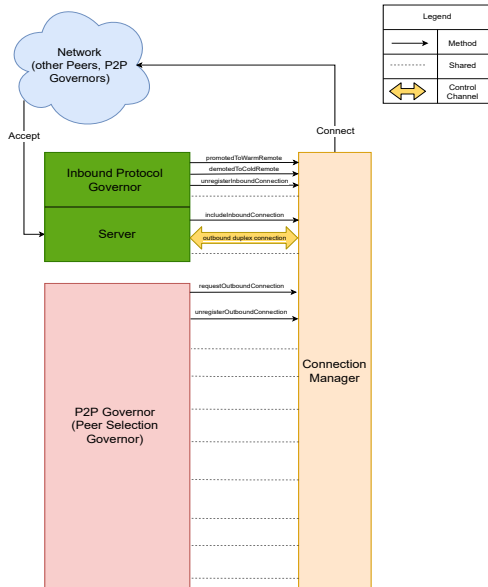 Network
(other Peers, P2P
Governors)
Legend
Method
Shared
Control
Channel
Accept
Connect
Inbound Protocol
Governor
promotedToWarmRemote
demotedToColdRemote
unregisterInboundConnection
Server
includeInboundConnection
outbound duplex connection
requestOutboundConnection
unregisterOutboundConnection
Connection
Manager
P2P Governor
(Peer Selection
Governor)